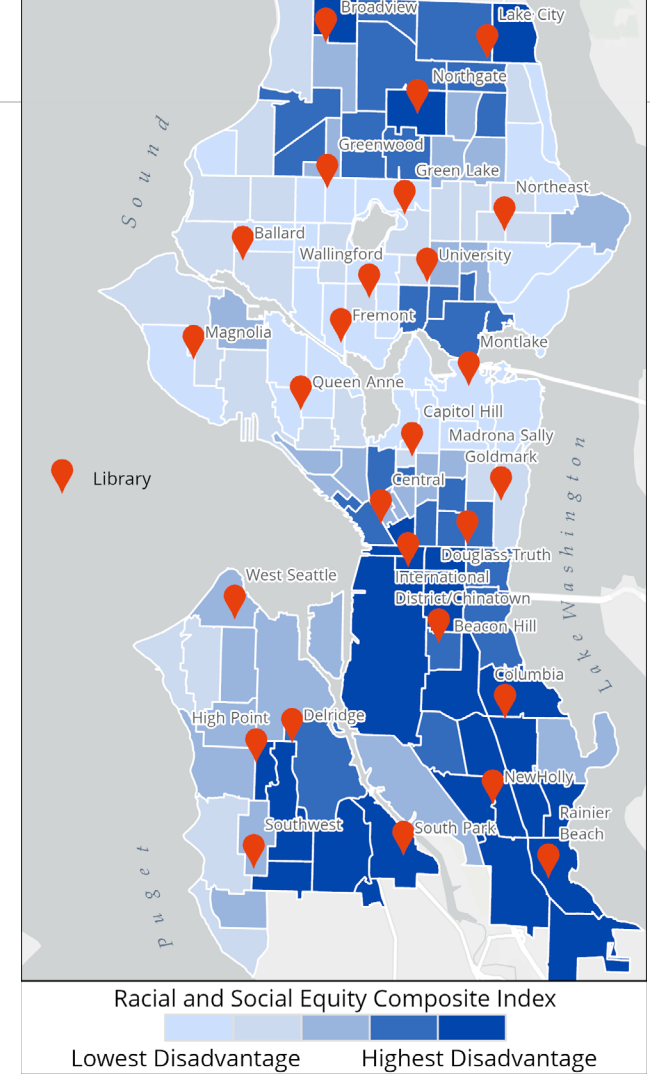 Broadview
Lake City
Northgate
Greenwood
Green Lake
Northeast
Sound
Ballard
Wallingford
University
Fremont
Magnolia
Montlake
Queen Anne
Capitol Hill
Madrona Sally
Goldmark
Library
Central
Douglass-Truth
International
District/Chinatown
Lake Washington
West Seattle
Beacon Hill
Columbia
High Point
Delridge
NewHolly
Rainier
Beach
Southwest
South Park
Puget
Racial and Social Equity Composite Index
Lowest Disadvantage
Highest Disadvantage